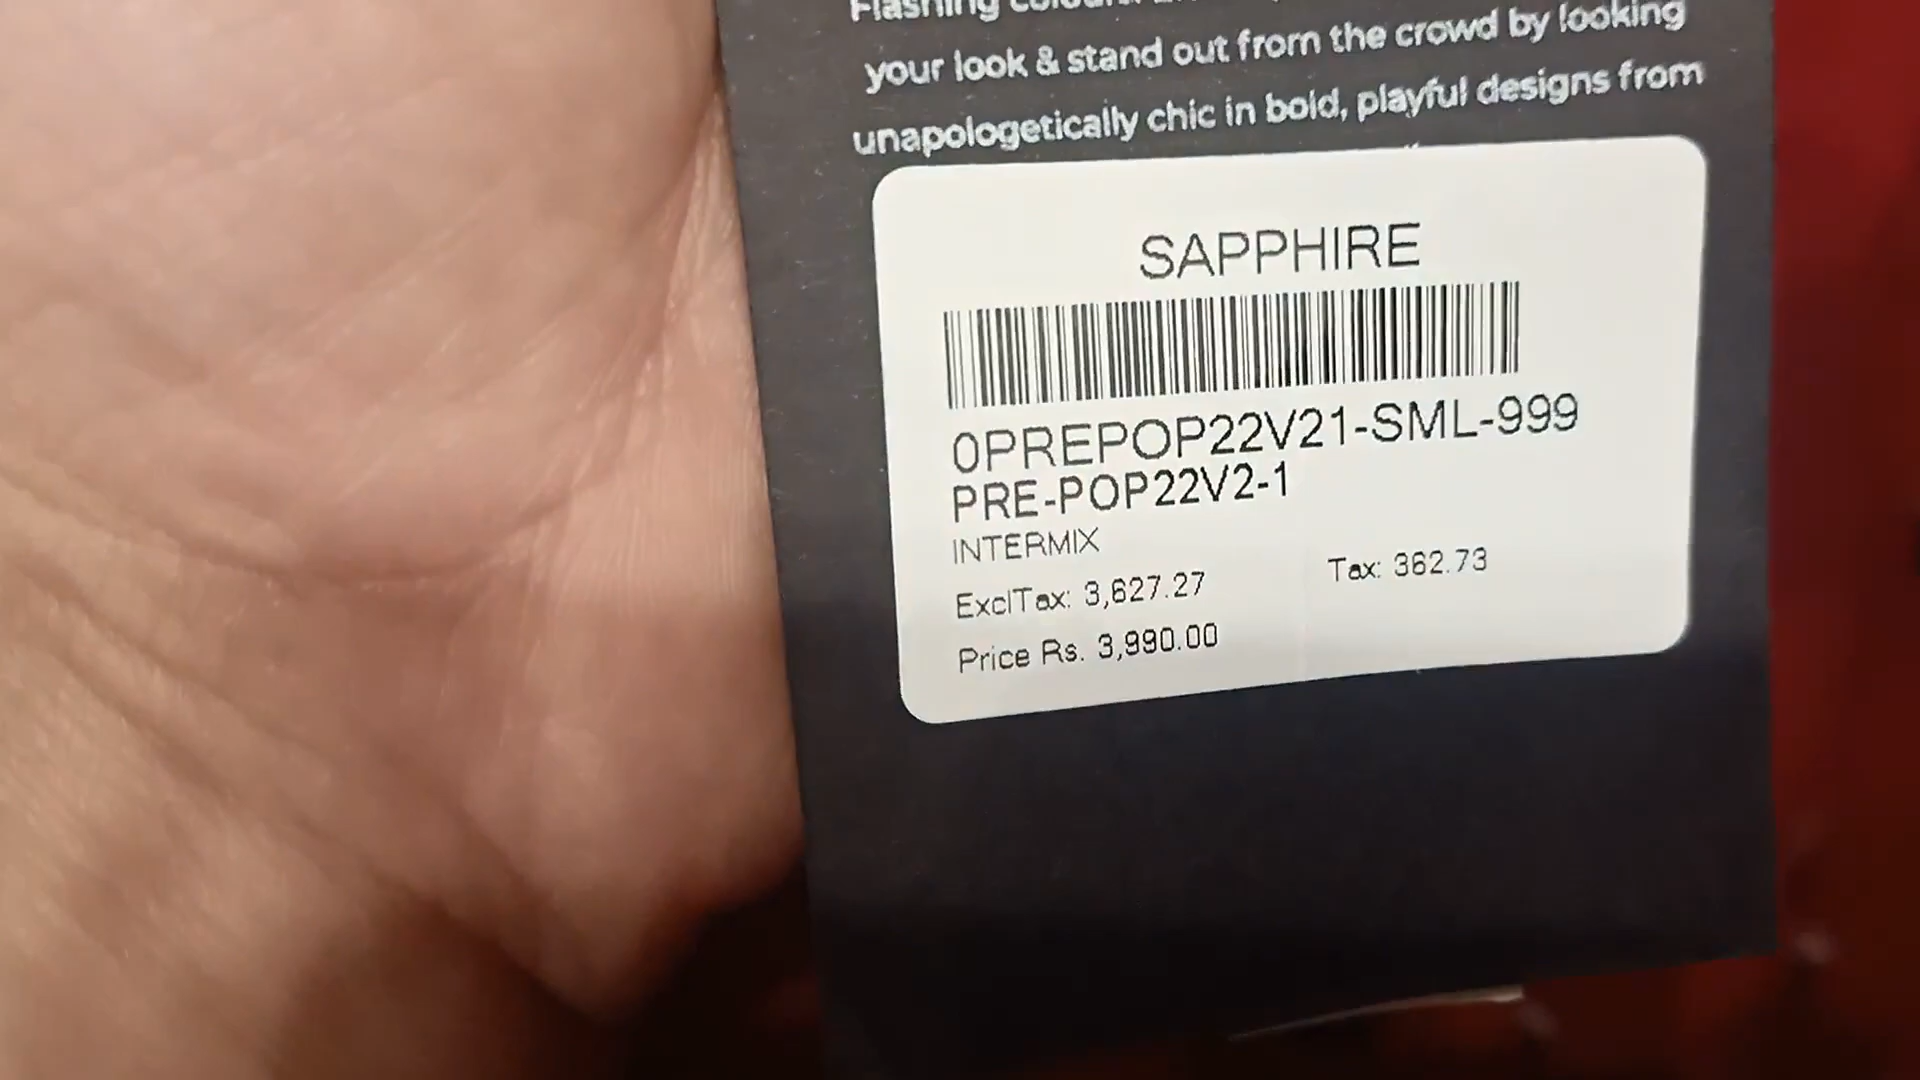 Flashing
your look & stand out from the crowd by looking
unapologetically chic in bold, playful designs from
SAPPHIRE
0PREPOP22V21-SML-999
PRE-POP22V2-1
INTERMIX
ExclTax: 3,627.27 Tax: 362.73
Price Rs. 3,990.00